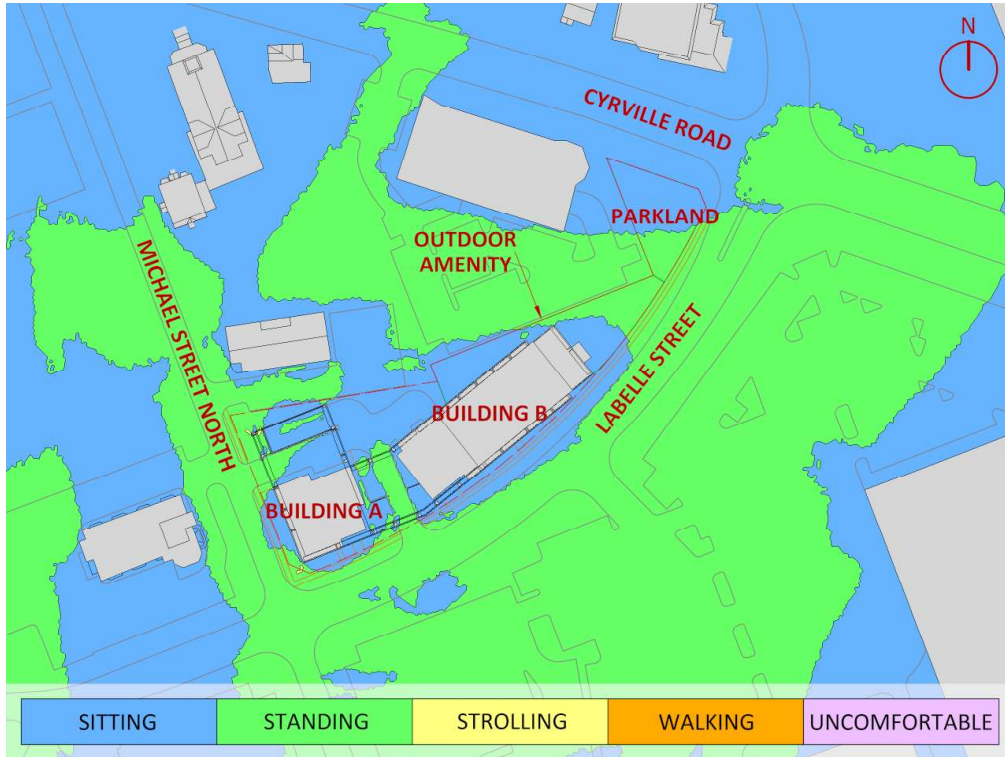 N
CYRVILLE ROAD
PARKLAND
OUTDOOR
AMENITY
MICHAEL STREET NORTH
LABELLE STREET
BUILDING B
BUILDING A
SITTING
STANDING
STROLLING
WALKING
UNCOMFORTABLE